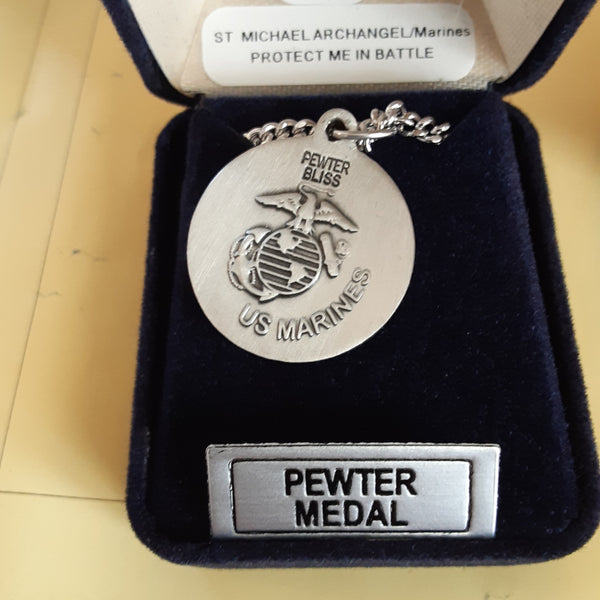 ST MICHAEL ARCHANGEL/Marines
PROTECT ME IN BATTLE
PEWTER
BLISS
US MARINES
PEWTER
MEDAL